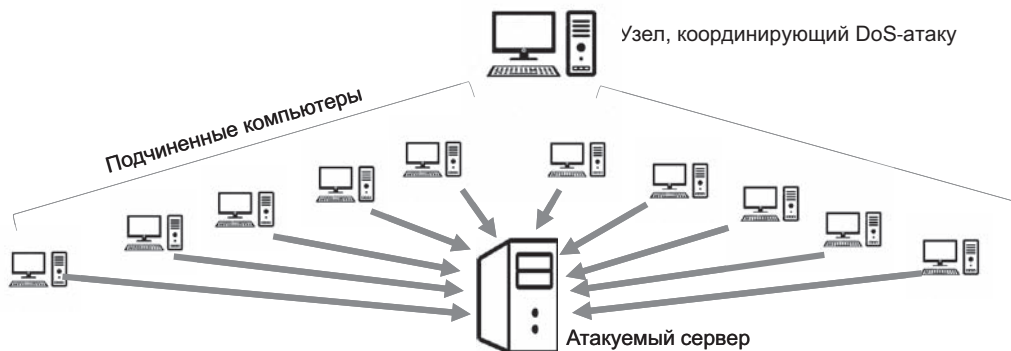 Узел, координирующий DoS-атаку
Подчиненные компьютеры
Атакуемый сервер